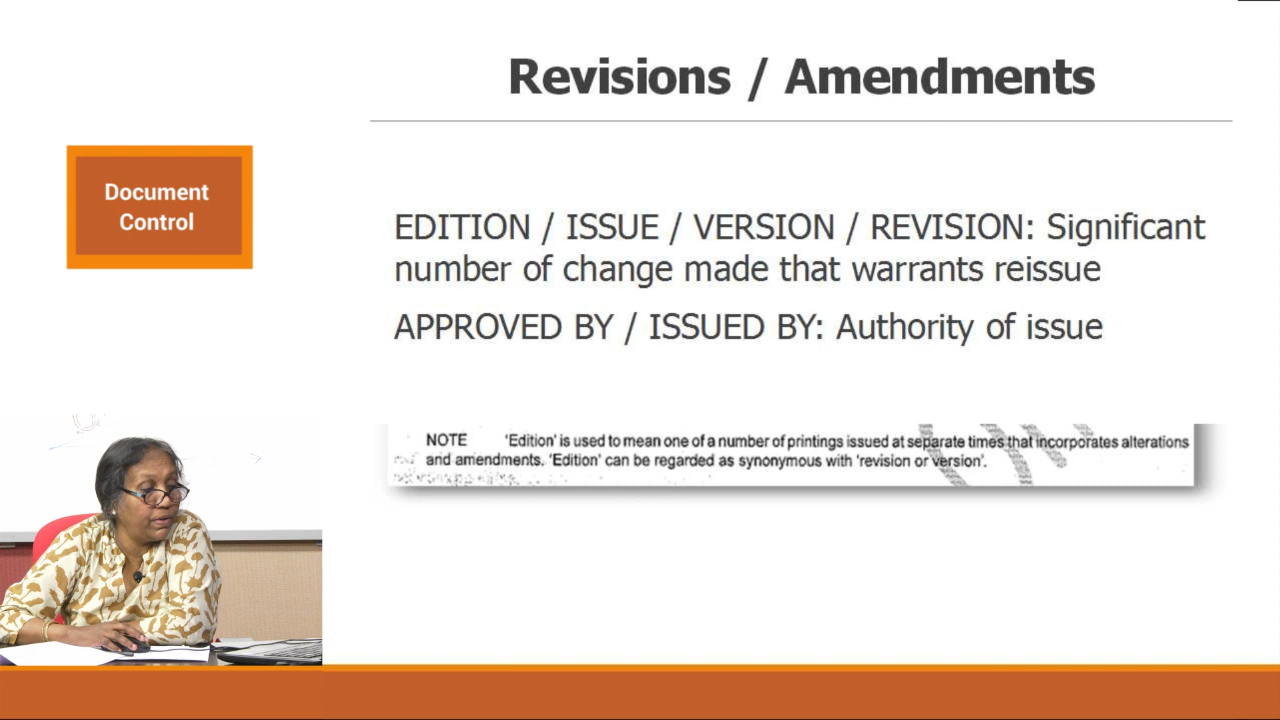 Revisions / Amendments
Document
Control
EDITION / ISSUE / VERSION / REVISION: Significant
number of change made that warrants reissue
APPROVED BY / ISSUED BY: Authority of issue
NOTE 'Edition' is used to mean one of a number of printings issued at separate times that incorporates alterations
and amendments. 'Edition' can be regarded as synonymous with 'revision or version'.